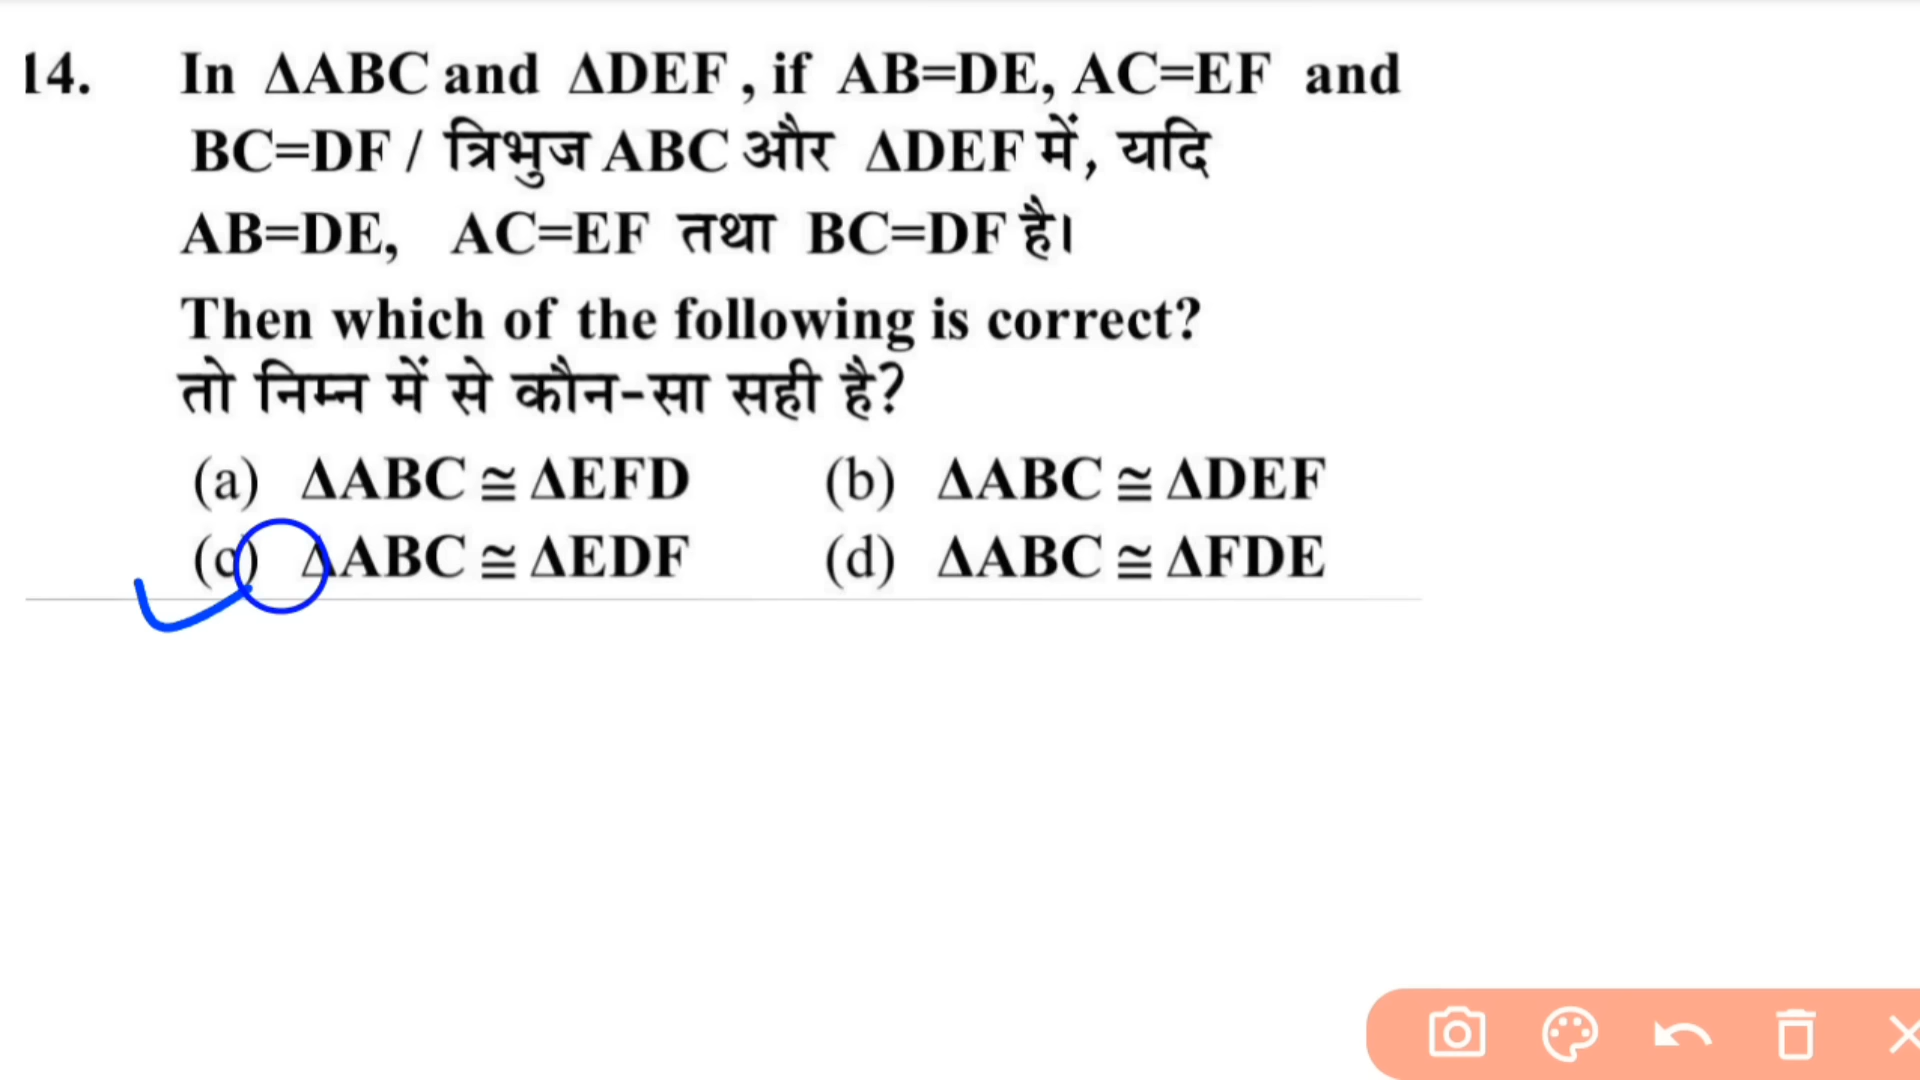 14. In ΔABC and ΔDEF, if AB=DE, AC=EF and
BC=DF / त्रिभुज ABC और ΔDEF में, यदि
AB=DE, AC=EF तथा BC=DF है।
Then which of the following is correct?
तो निम्न में से कौन-सा सही है?
(a) ΔABC ≅ ΔEFD (b) ΔABC ≅ ΔDEF
(c) ΔABC ≅ ΔEDF (d) ΔABC ≅ ΔFDE